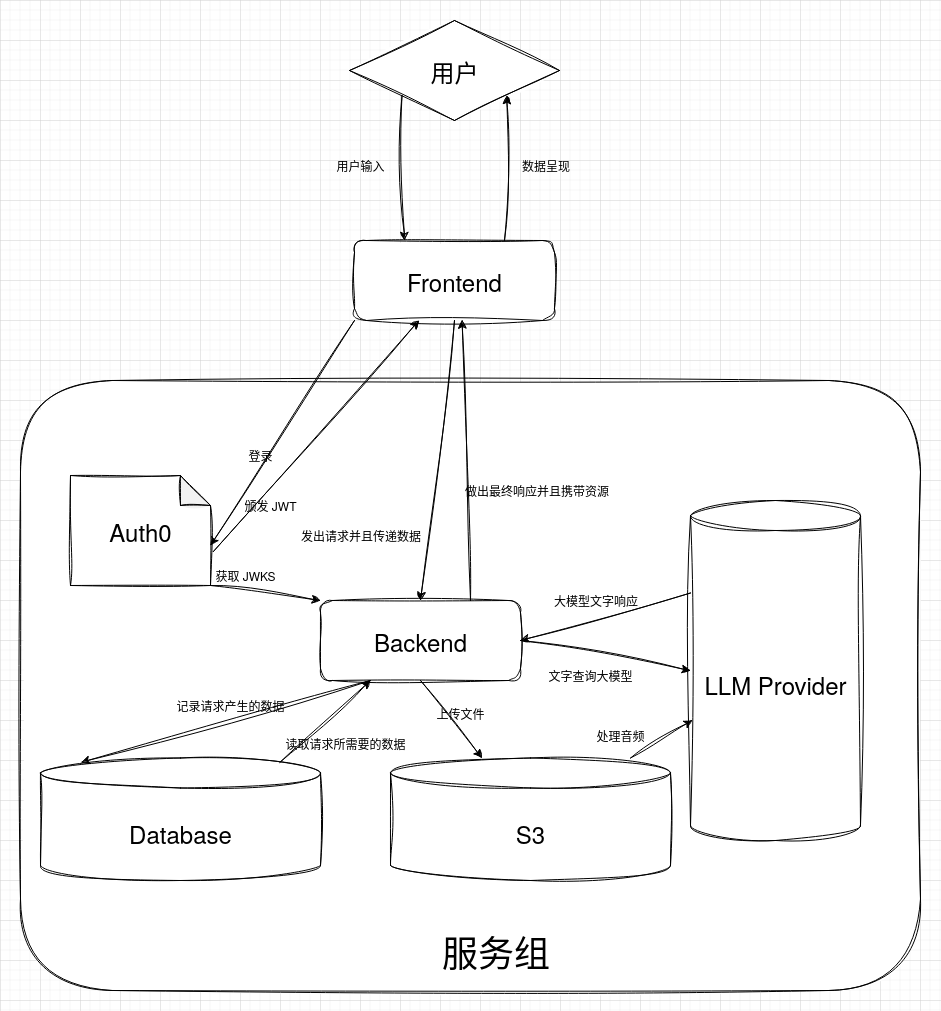 用户
用户输入
数据呈现
Frontend
登录
颁发 JWT
做出最终响应并且携带资源
发出请求并且传递数据
Auth0
获取 JWKS
大模型文字响应
Backend
文字查询大模型
LLM Provider
记录请求产生的数据
上传文件
读取请求所需要的数据
处理音频
Database
S3
服务组